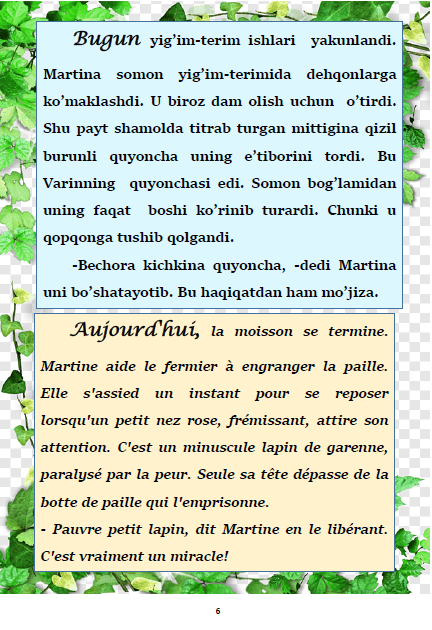 Bugun yig’im-terim ishlari yakunlandi.
Martina somon yig’im-terimida dehqonlarga
ko’maklashdi. U biroz dam olish uchun o’tirdi.
Shu payt shamolda titrab turgan mittigina qizil
burunli quyoncha uning e’tiborini tordi. Bu
Varinning quyonchasi edi. Somon bog’lamidan
uning faqat boshi ko’rinib turardi. Chunki u
qopqonga tushib qolgandi.
-Bechora kichkina quyoncha, -dedi Martina
uni bo’shatayotib. Bu haqiqatdan ham mo’jiza.
Aujourd'hui, la moisson se termine.
Martine aide le fermier à engranger la paille.
Elle s'assied un instant pour se reposer
lorsqu'un petit nez rose, frémissant, attire son
attention. C'est un minuscule lapin de garenne,
paralysé par la peur. Seule sa tête dépasse de la
botte de paille qui l'emprisonne.
- Pauvre petit lapin, dit Martine en le libérant.
C'est vraiment un miracle!
6